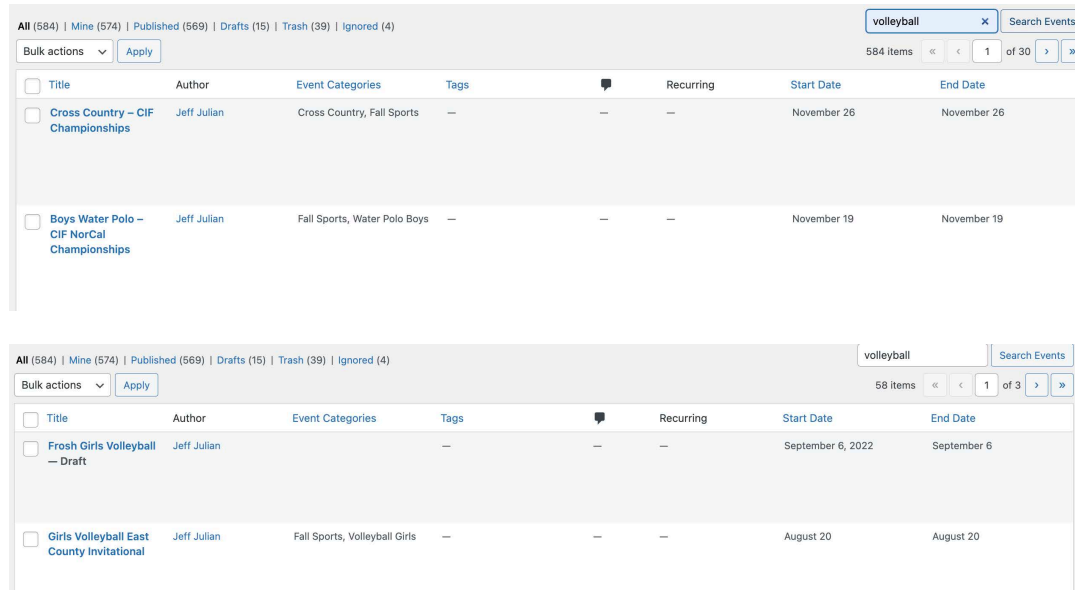 All (584) | Mine (574) | Published (569) | Drafts (15) | Trash (39) | Ignored (4)
volleyball × Search Events
Bulk actions Apply
584 items « ‹ 1 of 30 › »
Title Author Event Categories Tags Recurring Start Date End Date
Cross Country – CIF Jeff Julian Cross Country, Fall Sports — — — November 26 November 26
Championships
Boys Water Polo – Jeff Julian Fall Sports, Water Polo Boys — — — November 19 November 19
CIF NorCal
Championships
All (584) | Mine (574) | Published (569) | Drafts (15) | Trash (39) | Ignored (4)
volleyball Search Events
Bulk actions Apply
58 items « ‹ 1 of 3 › »
Title Author Event Categories Tags Recurring Start Date End Date
Frosh Girls Volleyball Jeff Julian — — — September 6, 2022 September 6
— Draft
Girls Volleyball East Jeff Julian Fall Sports, Volleyball Girls — — — August 20 August 20
County Invitational